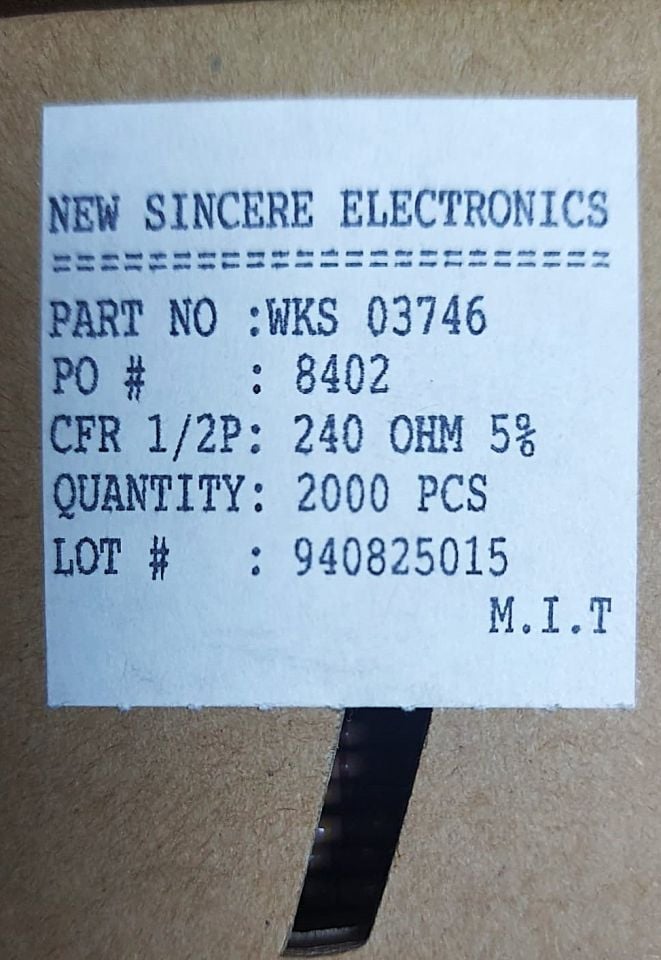 NEW SINCERE ELECTRONICS
========================
PART NO :WKS 03746
PO #    : 8402
CFR 1/2P: 240 OHM 5%
QUANTITY: 2000 PCS
LOT #   : 940825015
M.I.T